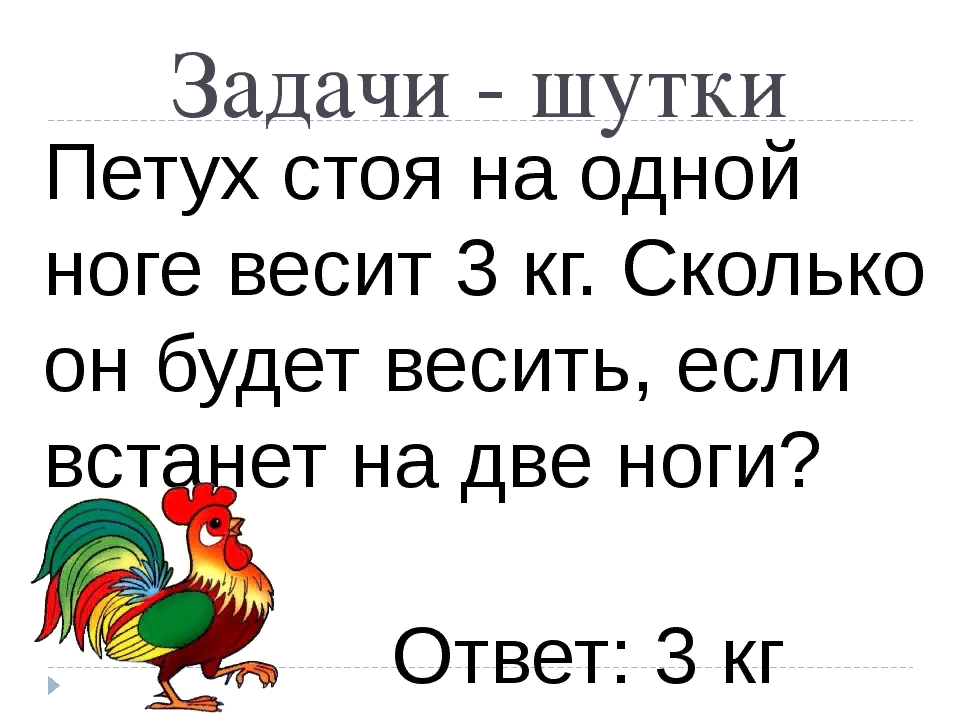 Задачи - шутки
Петух стоя на одной
ноге весит 3 кг. Сколько
он будет весить, если
встанет на две ноги?
Ответ: 3 кг